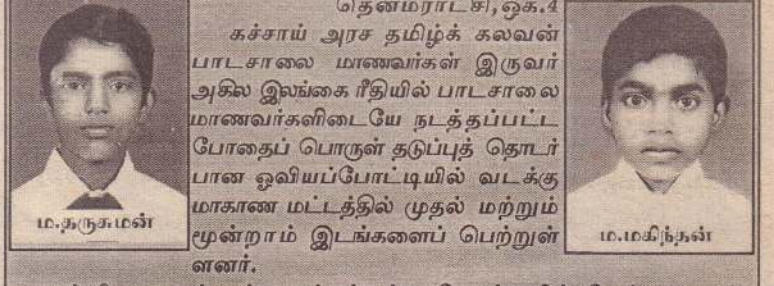 தென்மராட்சி,ஒக.4
கச்சாய் அரச தமிழ்க் கலவன்
பாடசாலை மாணவர்கள் இருவர்
அகில இலங்கை ரீதியில் பாடசாலை
மாணவர்களிடையே நடத்தப்பட்ட
போதைப் பொருள் தடுப்புத் தொடர்
பான ஓவியப்போட்டியில் வடக்கு
மாகாண மட்டத்தில் முதல் மற்றும்
மூன்றாம் இடங்களைப் பெற்றுள்
ளனர்.
ம.தருகுமன்
ம.மகிந்தன்